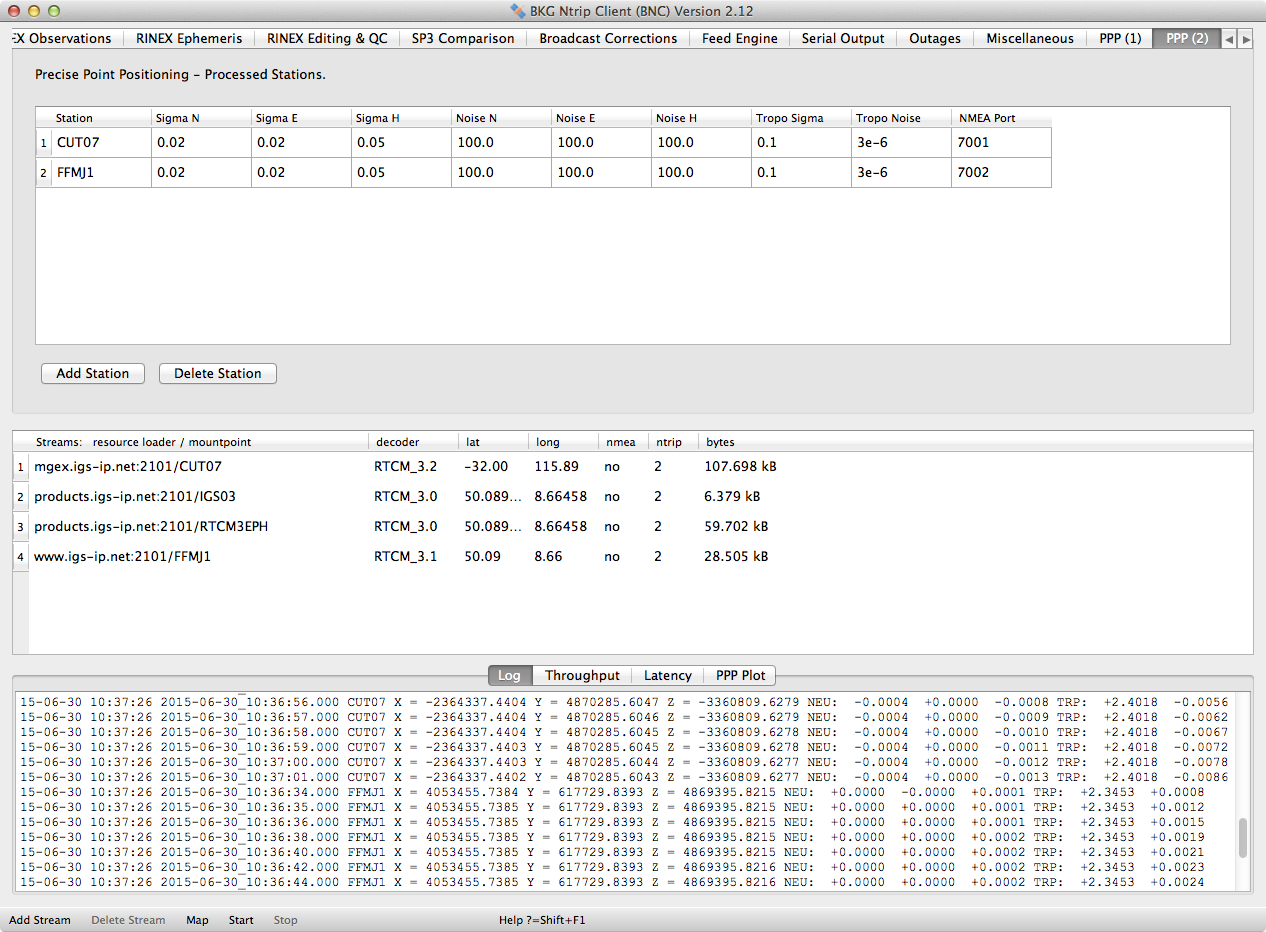 BKG Ntrip Client (BNC) Version 2.12
EX Observations RINEX Ephemeris RINEX Editing & QC SP3 Comparison Broadcast Corrections Feed Engine Serial Output Outages Miscellaneous PPP (1) PPP (2)
Precise Point Positioning - Processed Stations.
Station Sigma N Sigma E Sigma H Noise N Noise E Noise H Tropo Sigma Tropo Noise NMEA Port
1 CUT07 0.02 0.02 0.05 100.0 100.0 100.0 0.1 3e-6 7001
2 FFMJ1 0.02 0.02 0.05 100.0 100.0 100.0 0.1 3e-6 7002
Add Station Delete Station
Streams: resource loader / mountpoint decoder lat long nmea ntrip bytes
1 mgex.igs-ip.net:2101/CUT07 RTCM_3.2 -32.00 115.89 no 2 107.698 kB
2 products.igs-ip.net:2101/IGS03 RTCM_3.0 50.089... 8.66458 no 2 6.379 kB
3 products.igs-ip.net:2101/RTCM3EPH RTCM_3.0 50.089... 8.66458 no 2 59.702 kB
4 www.igs-ip.net:2101/FFMJ1 RTCM_3.1 50.09 8.66 no 2 28.505 kB
Log Throughput Latency PPP Plot
15-06-30 10:37:26 2015-06-30_10:36:56.000 CUT07 X = -2364337.4404 Y = 4870285.6047 Z = -3360809.6279 NEU: -0.0004 +0.0000 -0.0008 TRP: +2.4018 -0.0056
15-06-30 10:37:26 2015-06-30_10:36:57.000 CUT07 X = -2364337.4404 Y = 4870285.6046 Z = -3360809.6279 NEU: -0.0004 +0.0000 -0.0009 TRP: +2.4018 -0.0062
15-06-30 10:37:26 2015-06-30_10:36:58.000 CUT07 X = -2364337.4404 Y = 4870285.6045 Z = -3360809.6278 NEU: -0.0004 +0.0000 -0.0010 TRP: +2.4018 -0.0067
15-06-30 10:37:26 2015-06-30_10:36:59.000 CUT07 X = -2364337.4403 Y = 4870285.6045 Z = -3360809.6278 NEU: -0.0004 +0.0000 -0.0011 TRP: +2.4018 -0.0072
15-06-30 10:37:26 2015-06-30_10:37:00.000 CUT07 X = -2364337.4403 Y = 4870285.6044 Z = -3360809.6277 NEU: -0.0004 +0.0000 -0.0012 TRP: +2.4018 -0.0078
15-06-30 10:37:26 2015-06-30_10:37:01.000 CUT07 X = -2364337.4402 Y = 4870285.6043 Z = -3360809.6277 NEU: -0.0004 +0.0000 -0.0013 TRP: +2.4018 -0.0086
15-06-30 10:37:26 2015-06-30_10:36:34.000 FFMJ1 X = 4053455.7384 Y = 617729.8393 Z = 4869395.8215 NEU: +0.0000 -0.0000 +0.0001 TRP: +2.3453 +0.0008
15-06-30 10:37:26 2015-06-30_10:36:35.000 FFMJ1 X = 4053455.7385 Y = 617729.8393 Z = 4869395.8215 NEU: +0.0000 +0.0000 +0.0001 TRP: +2.3453 +0.0012
15-06-30 10:37:26 2015-06-30_10:36:36.000 FFMJ1 X = 4053455.7385 Y = 617729.8393 Z = 4869395.8215 NEU: +0.0000 +0.0000 +0.0001 TRP: +2.3453 +0.0015
15-06-30 10:37:26 2015-06-30_10:36:38.000 FFMJ1 X = 4053455.7385 Y = 617729.8393 Z = 4869395.8215 NEU: +0.0000 +0.0000 +0.0002 TRP: +2.3453 +0.0019
15-06-30 10:37:26 2015-06-30_10:36:40.000 FFMJ1 X = 4053455.7385 Y = 617729.8393 Z = 4869395.8215 NEU: +0.0000 +0.0000 +0.0002 TRP: +2.3453 +0.0021
15-06-30 10:37:26 2015-06-30_10:36:42.000 FFMJ1 X = 4053455.7385 Y = 617729.8393 Z = 4869395.8216 NEU: +0.0000 +0.0000 +0.0002 TRP: +2.3453 +0.0023
15-06-30 10:37:26 2015-06-30_10:36:44.000 FFMJ1 X = 4053455.7385 Y = 617729.8393 Z = 4869395.8216 NEU: +0.0000 +0.0000 +0.0002 TRP: +2.3453 +0.0024
Add Stream Delete Stream Map Start Stop Help ?=Shift+F1